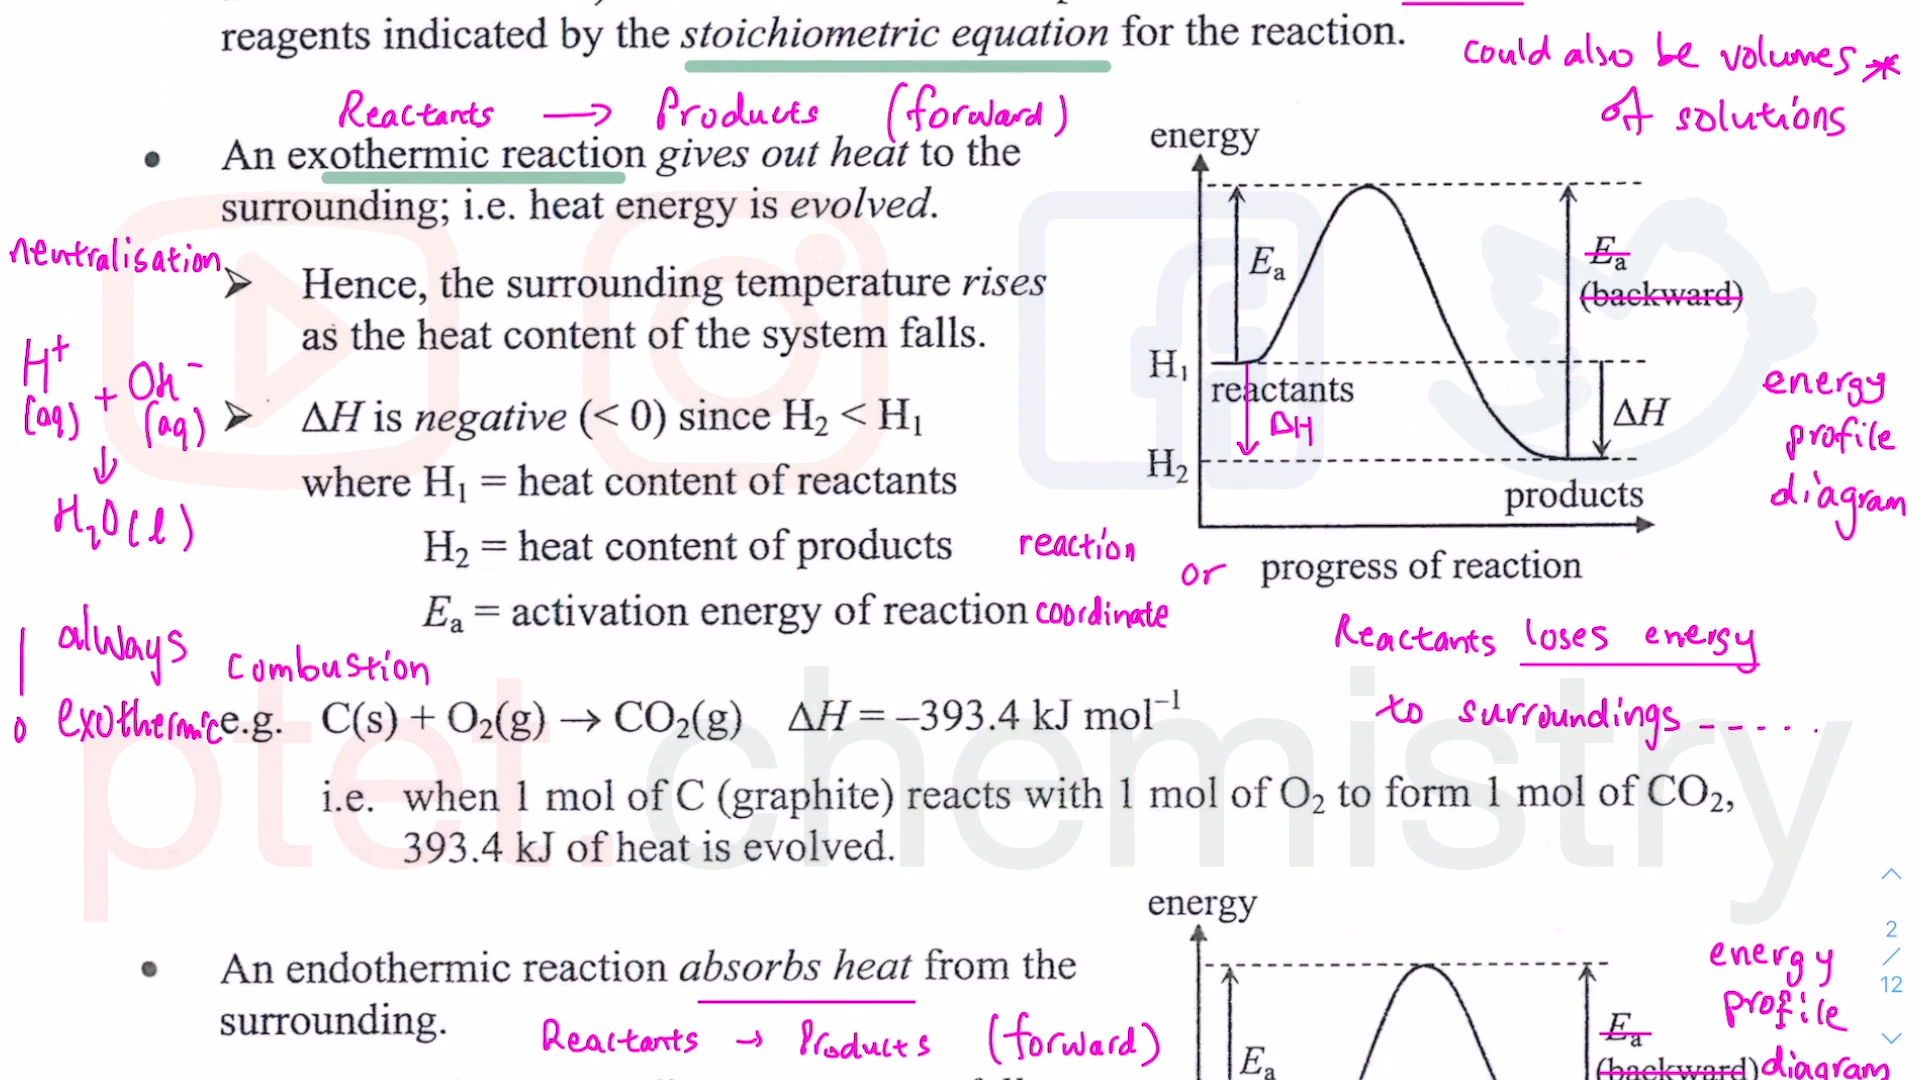 reagents indicated by the stoichiometric equation for the reaction.
could also be volumes *
of solutions
Reactants → Products (forward)
• An exothermic reaction gives out heat to the
surrounding; i.e. heat energy is evolved.
neutralisation
➢ Hence, the surrounding temperature rises
as the heat content of the system falls.
H⁺
(aq) + OH⁻
(aq)
↓
H₂O(l)
➢ ΔH is negative (< 0) since H₂ < H₁
where H₁ = heat content of reactants
H₂ = heat content of products
Eₐ = activation energy of reaction
energy
Eₐ
Eₐ
(backward)
H₁
reactants
ΔH
ΔH
H₂
products
energy
profile
diagram
reaction
coordinate
or progress of reaction
Reactants loses energy
to surroundings -----.
! always
exothermic
combustion
e.g. C(s) + O₂(g) → CO₂(g) ΔH = –393.4 kJ mol⁻¹
i.e. when 1 mol of C (graphite) reacts with 1 mol of O₂ to form 1 mol of CO₂,
393.4 kJ of heat is evolved.
ptet.chemistry
• An endothermic reaction absorbs heat from the
surrounding.
Reactants → Products (forward)
energy
Eₐ
Eₐ
(backward)
energy
profile
diagram
2
/
12